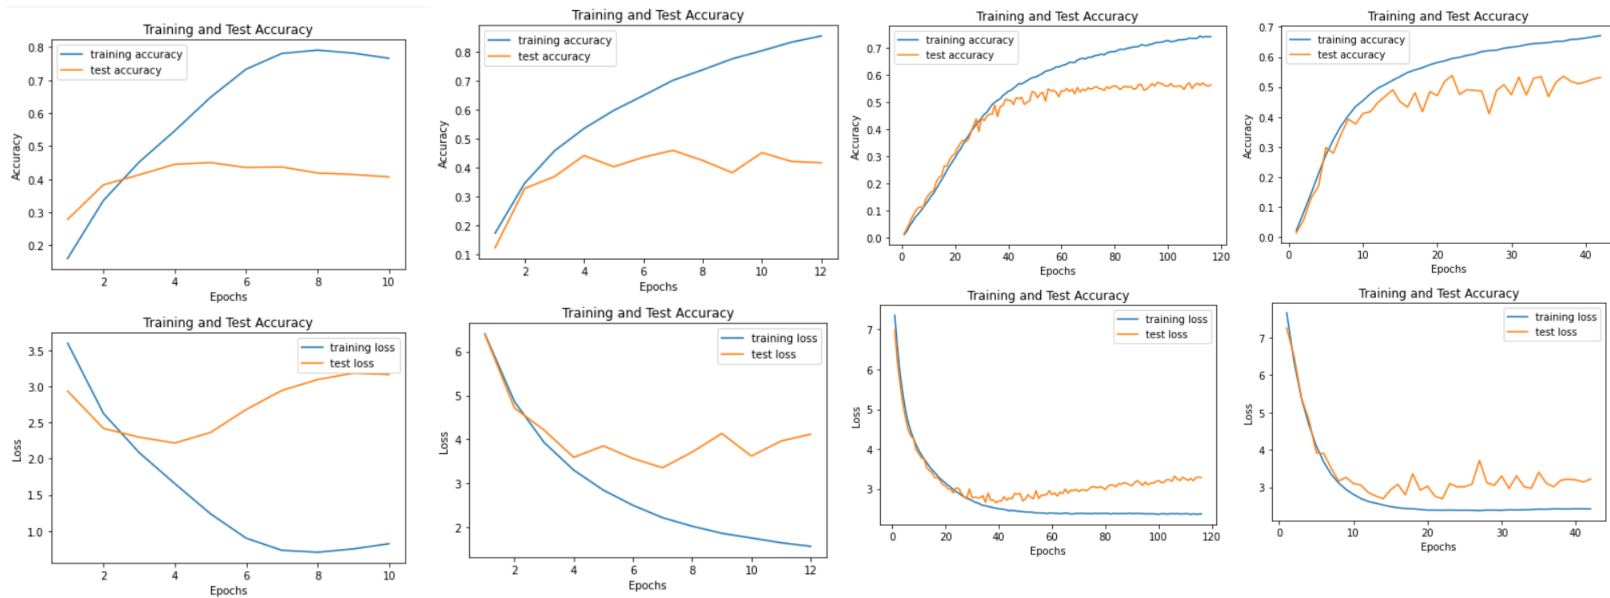 Training and Test Accuracy
training accuracy
test accuracy
0.8
0.7
0.6
0.5
0.4
0.3
0.2
Accuracy
2
4
6
8
10
Epochs
Training and Test Accuracy
training accuracy
test accuracy
0.8
0.7
0.6
0.5
0.4
0.3
0.2
0.1
Accuracy
2
4
6
8
10
12
Epochs
Training and Test Accuracy
training accuracy
test accuracy
0.7
0.6
0.5
0.4
0.3
0.2
0.1
0.0
Accuracy
0
20
40
60
80
100
120
Epochs
Training and Test Accuracy
training accuracy
test accuracy
0.7
0.6
0.5
0.4
0.3
0.2
0.1
0.0
Accuracy
0
10
20
30
40
Epochs
Training and Test Accuracy
training loss
test loss
3.5
3.0
2.5
2.0
1.5
1.0
Loss
2
4
6
8
10
Epochs
Training and Test Accuracy
training loss
test loss
6
5
4
3
2
Loss
2
4
6
8
10
12
Epochs
Training and Test Accuracy
training loss
test loss
7
6
5
4
3
Loss
0
20
40
60
80
100
120
Epochs
Training and Test Accuracy
training loss
test loss
7
6
5
4
3
Loss
0
10
20
30
40
Epochs